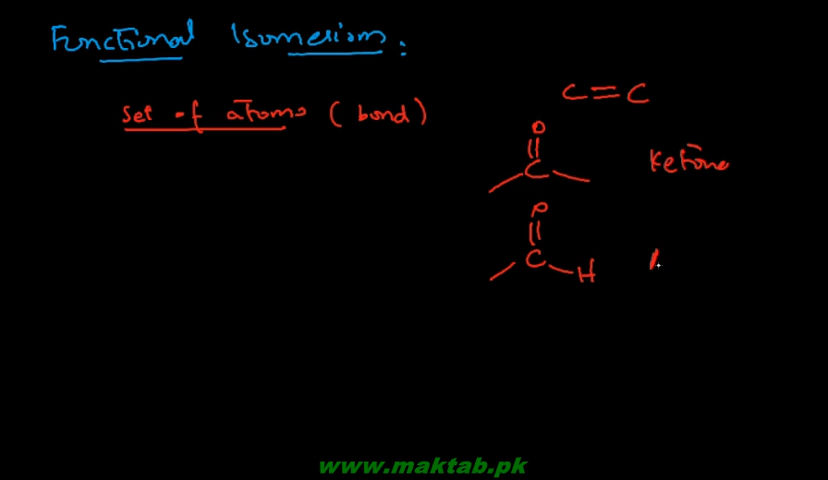 Functional Isomerism:
Set of atoms (bond)
C=C
O
C
Ketone
O
C
H
www.maktab.pk